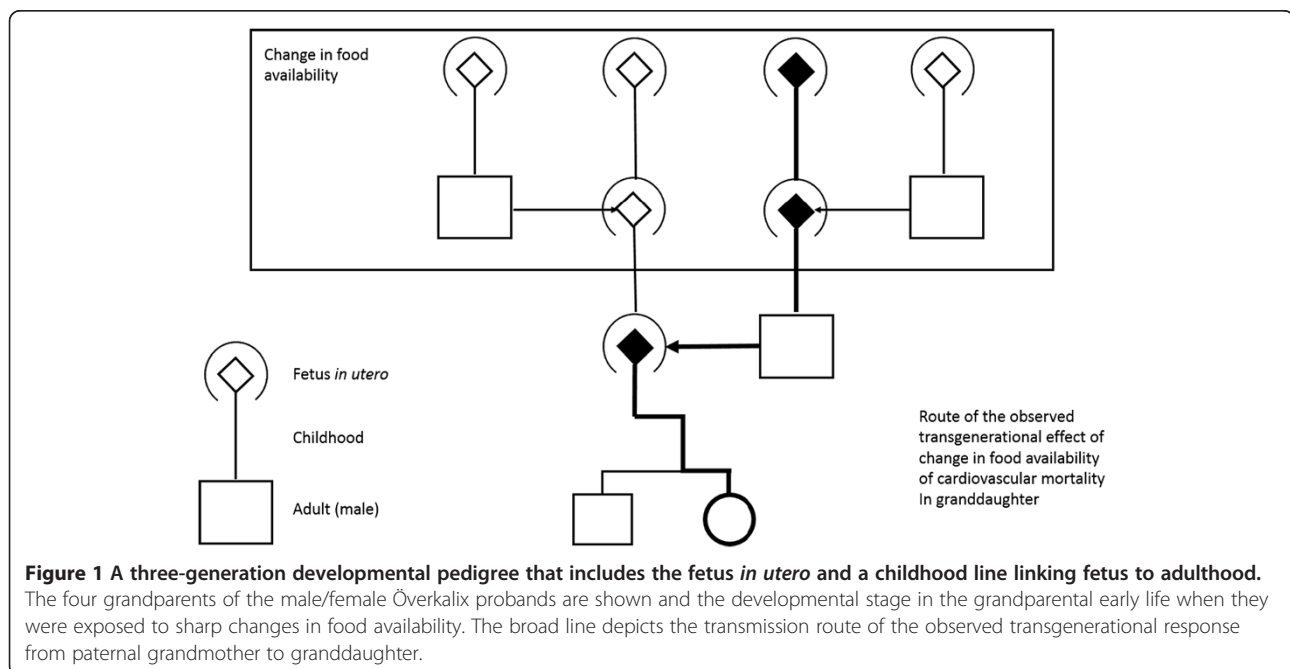 Change in food
availability
Fetus in utero
Childhood
Adult (male)
Route of the observed
transgenerational effect of
change in food availability
of cardiovascular mortality
In granddaughter
Figure 1 A three-generation developmental pedigree that includes the fetus in utero and a childhood line linking fetus to adulthood.
The four grandparents of the male/female Överkalix probands are shown and the developmental stage in the grandparental early life when they
were exposed to sharp changes in food availability. The broad line depicts the transmission route of the observed transgenerational response
from paternal grandmother to granddaughter.